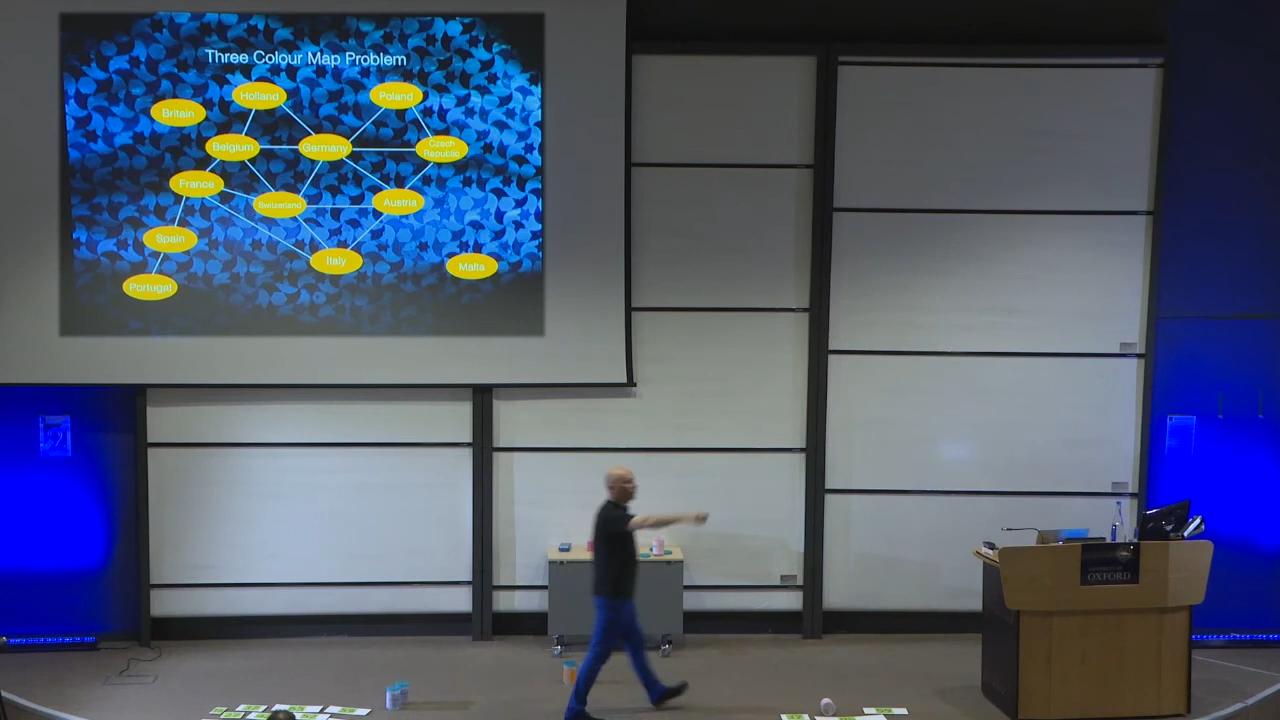 Three Colour Map Problem
Holland
Poland
Britain
Belgium
Germany
Czech
Republic
France
Switzerland
Austria
Spain
Italy
Malta
Portugal
UNIVERSITY OF
OXFORD